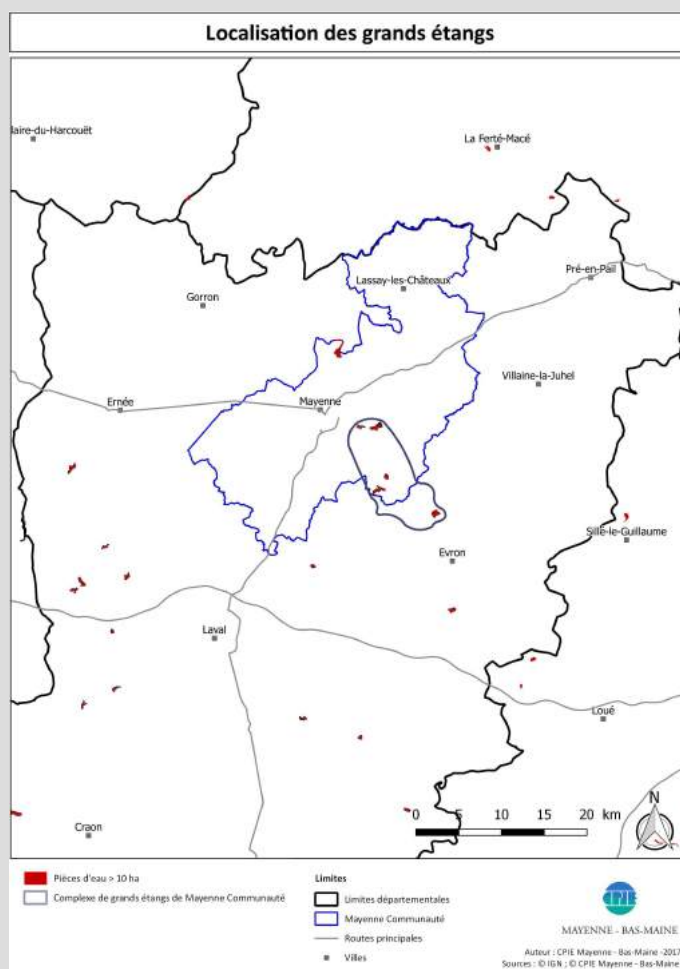 Localisation des grands étangs
laire-du-Harcouët
La Ferté-Macé
Pré-en-Pail
Lassay-les-Châteaux
Gorron
Villaine-la-Juhel
Ernée
Mayenne
Sillé-le-Guillaume
Evron
Laval
Loué
Craon
0 5 10 15 20 km
N
Pièces d'eau > 10 ha
Complexe de grands étangs de Mayenne Communauté
Limites
Limites départementales
Mayenne Communauté
Routes principales
Villes
CPIE
MAYENNE - BAS-MAINE
Auteur : CPIE Mayenne - Bas-Maine -2017
Sources : © IGN ; © CPIE Mayenne - Bas-Maine